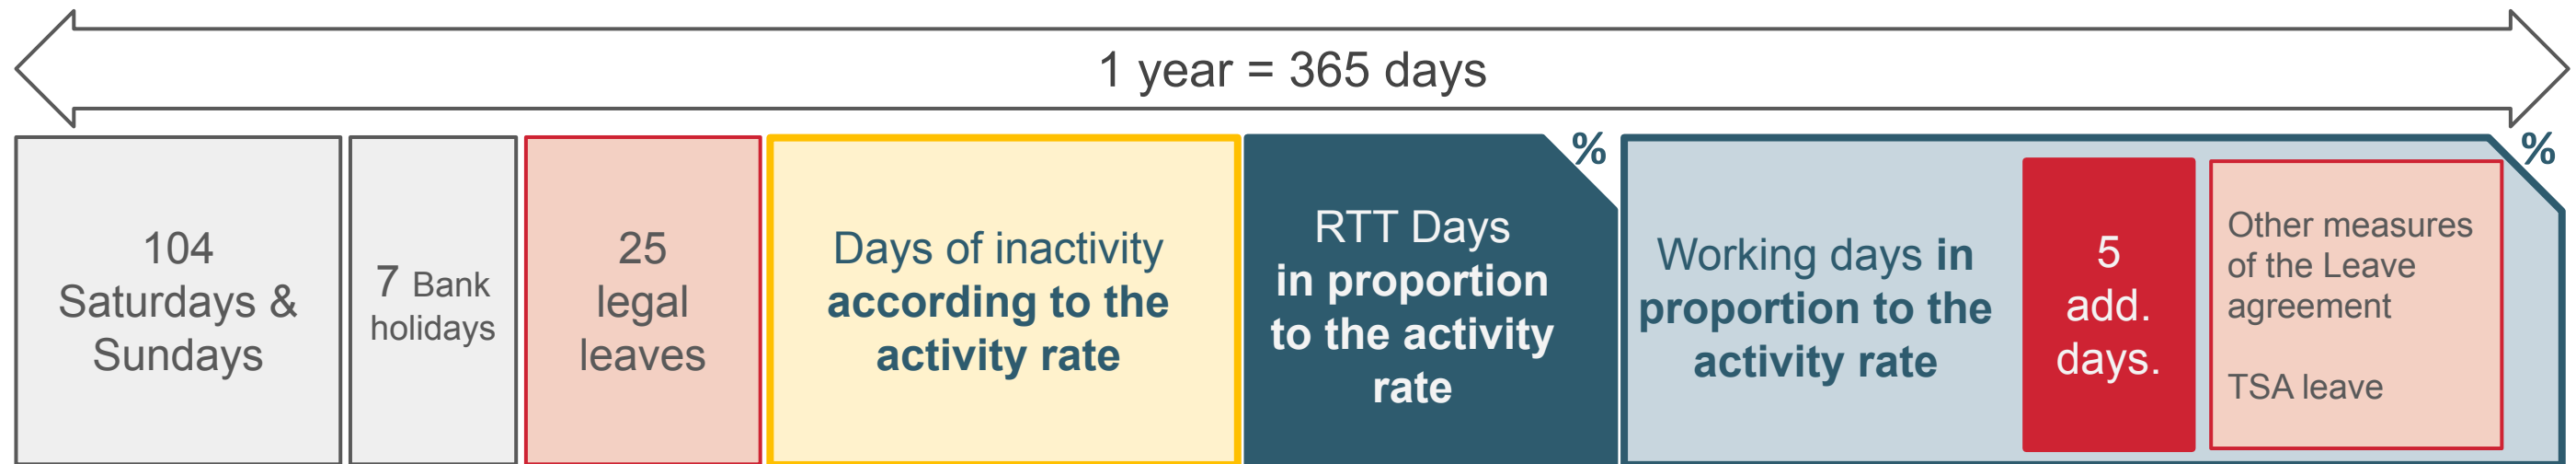 1 year = 365 days
104
Saturdays &
Sundays
7 Bank
holidays
25
legal
leaves
Days of inactivity
according to the
activity rate
RTT Days
in proportion
to the activity
rate
%
Working days in
proportion to the
activity rate
5
add.
days.
Other measures
of the Leave
agreement
TSA leave
%